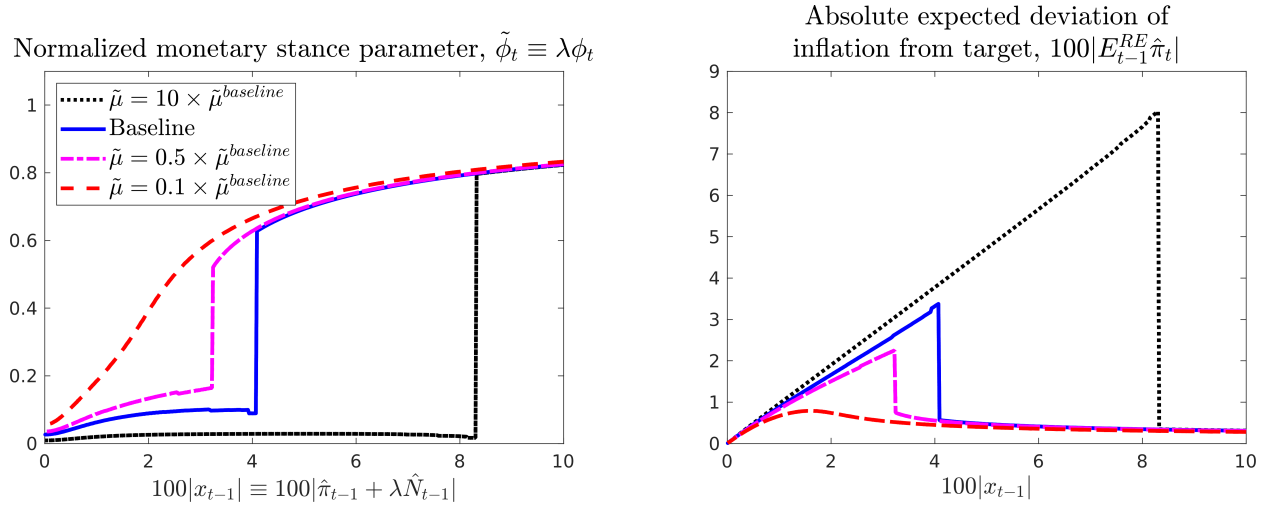 Normalized monetary stance parameter, $\tilde{\phi}_t \equiv \lambda\phi_t$
1
0.8
0.6
0.4
0.2
0
$\tilde{\mu} = 10 \times \tilde{\mu}^{baseline}$
Baseline
$\tilde{\mu} = 0.5 \times \tilde{\mu}^{baseline}$
$\tilde{\mu} = 0.1 \times \tilde{\mu}^{baseline}$
0 2 4 6 8 10
$100|x_{t-1}| \equiv 100|\hat{\pi}_{t-1} + \lambda\hat{N}_{t-1}|$
Absolute expected deviation of
inflation from target, $100|E^{RE}_{t-1}\hat{\pi}_t|$
9
8
7
6
5
4
3
2
1
0
0 2 4 6 8 10
$100|x_{t-1}|$